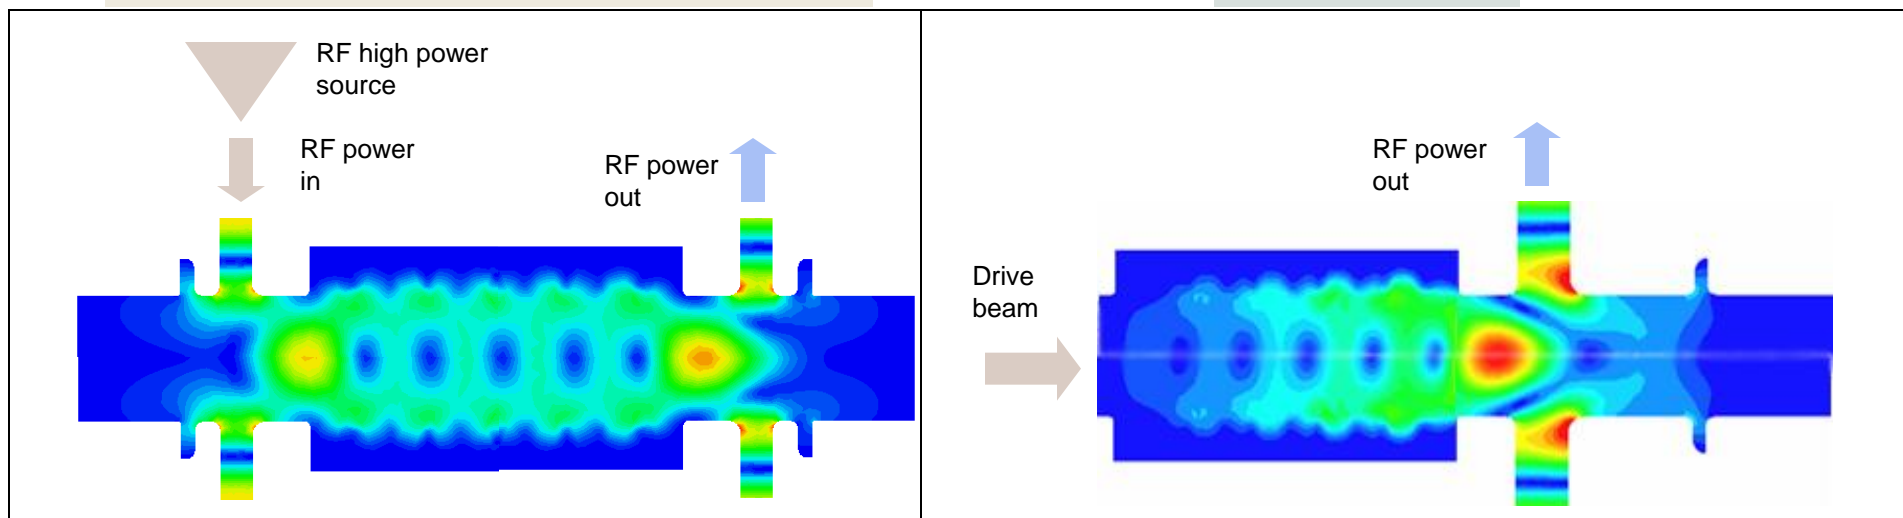 RF high power
source
RF power
in
RF power
out
RF power
out
Drive
beam